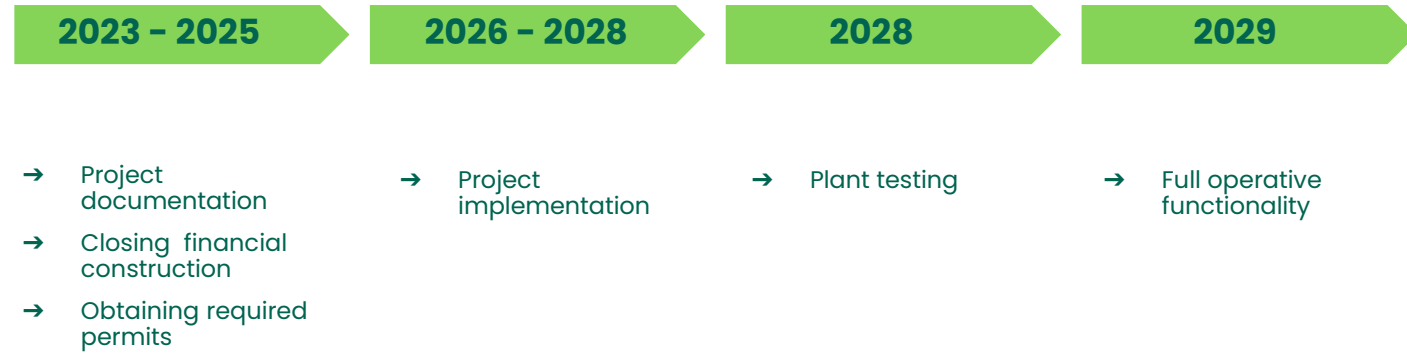 2023 - 2025
2026 - 2028
2028
2029
➔ Project
documentation
➔ Closing financial
construction
➔ Obtaining required
permits
➔ Project
implementation
➔ Plant testing
➔ Full operative
functionality